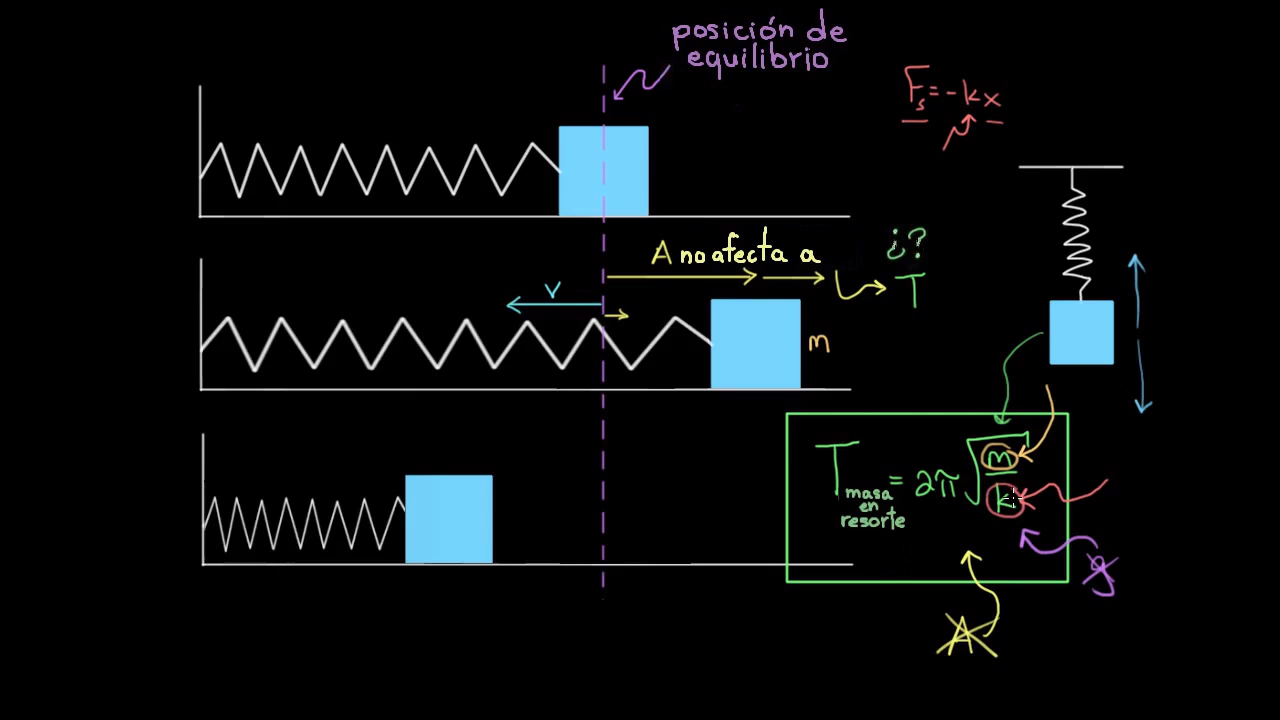 posición de
equilibrio
Fs = -kx
A no afecta a
¿?
T
v
m
T masa en resorte = 2π√(m/k)
g
A